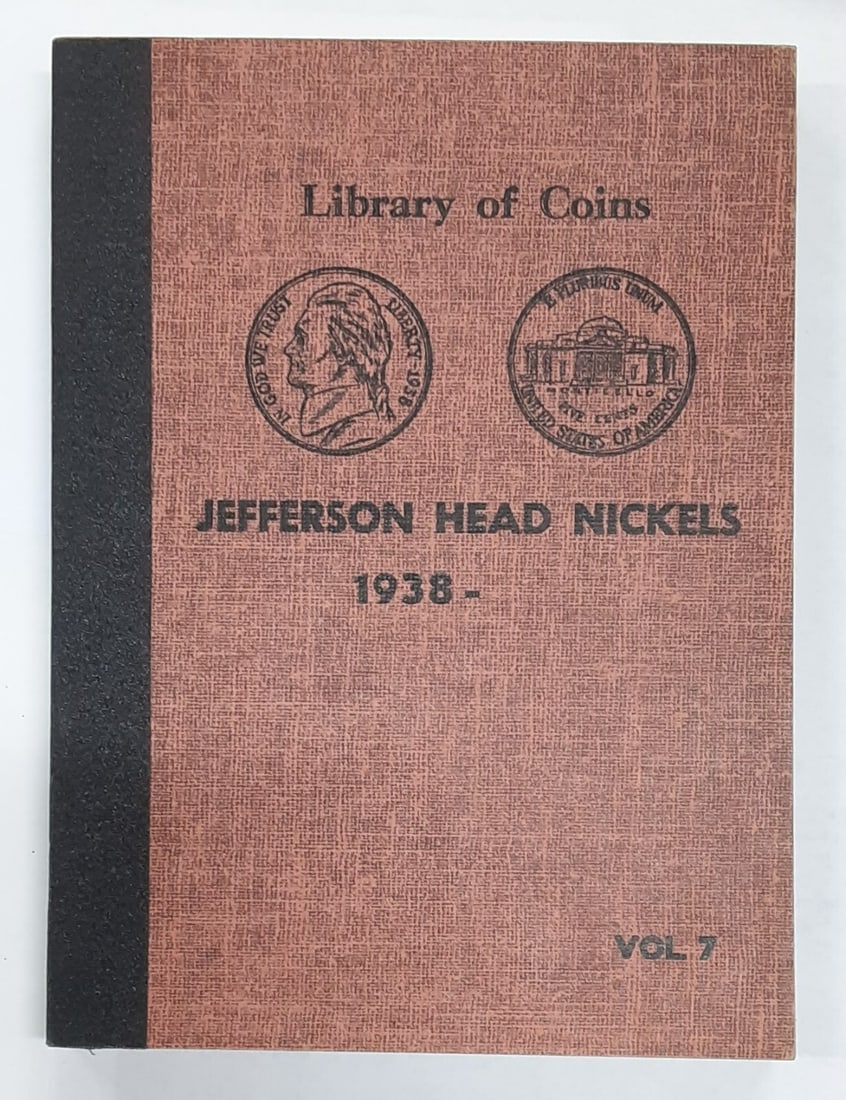 Library of Coins
IN GOD WE TRUST
LIBERTY 1938
E PLURIBUS UNUM
MONTICELLO
FIVE CENTS
UNITED STATES OF AMERICA
JEFFERSON HEAD NICKELS
1938-
VOL. 7